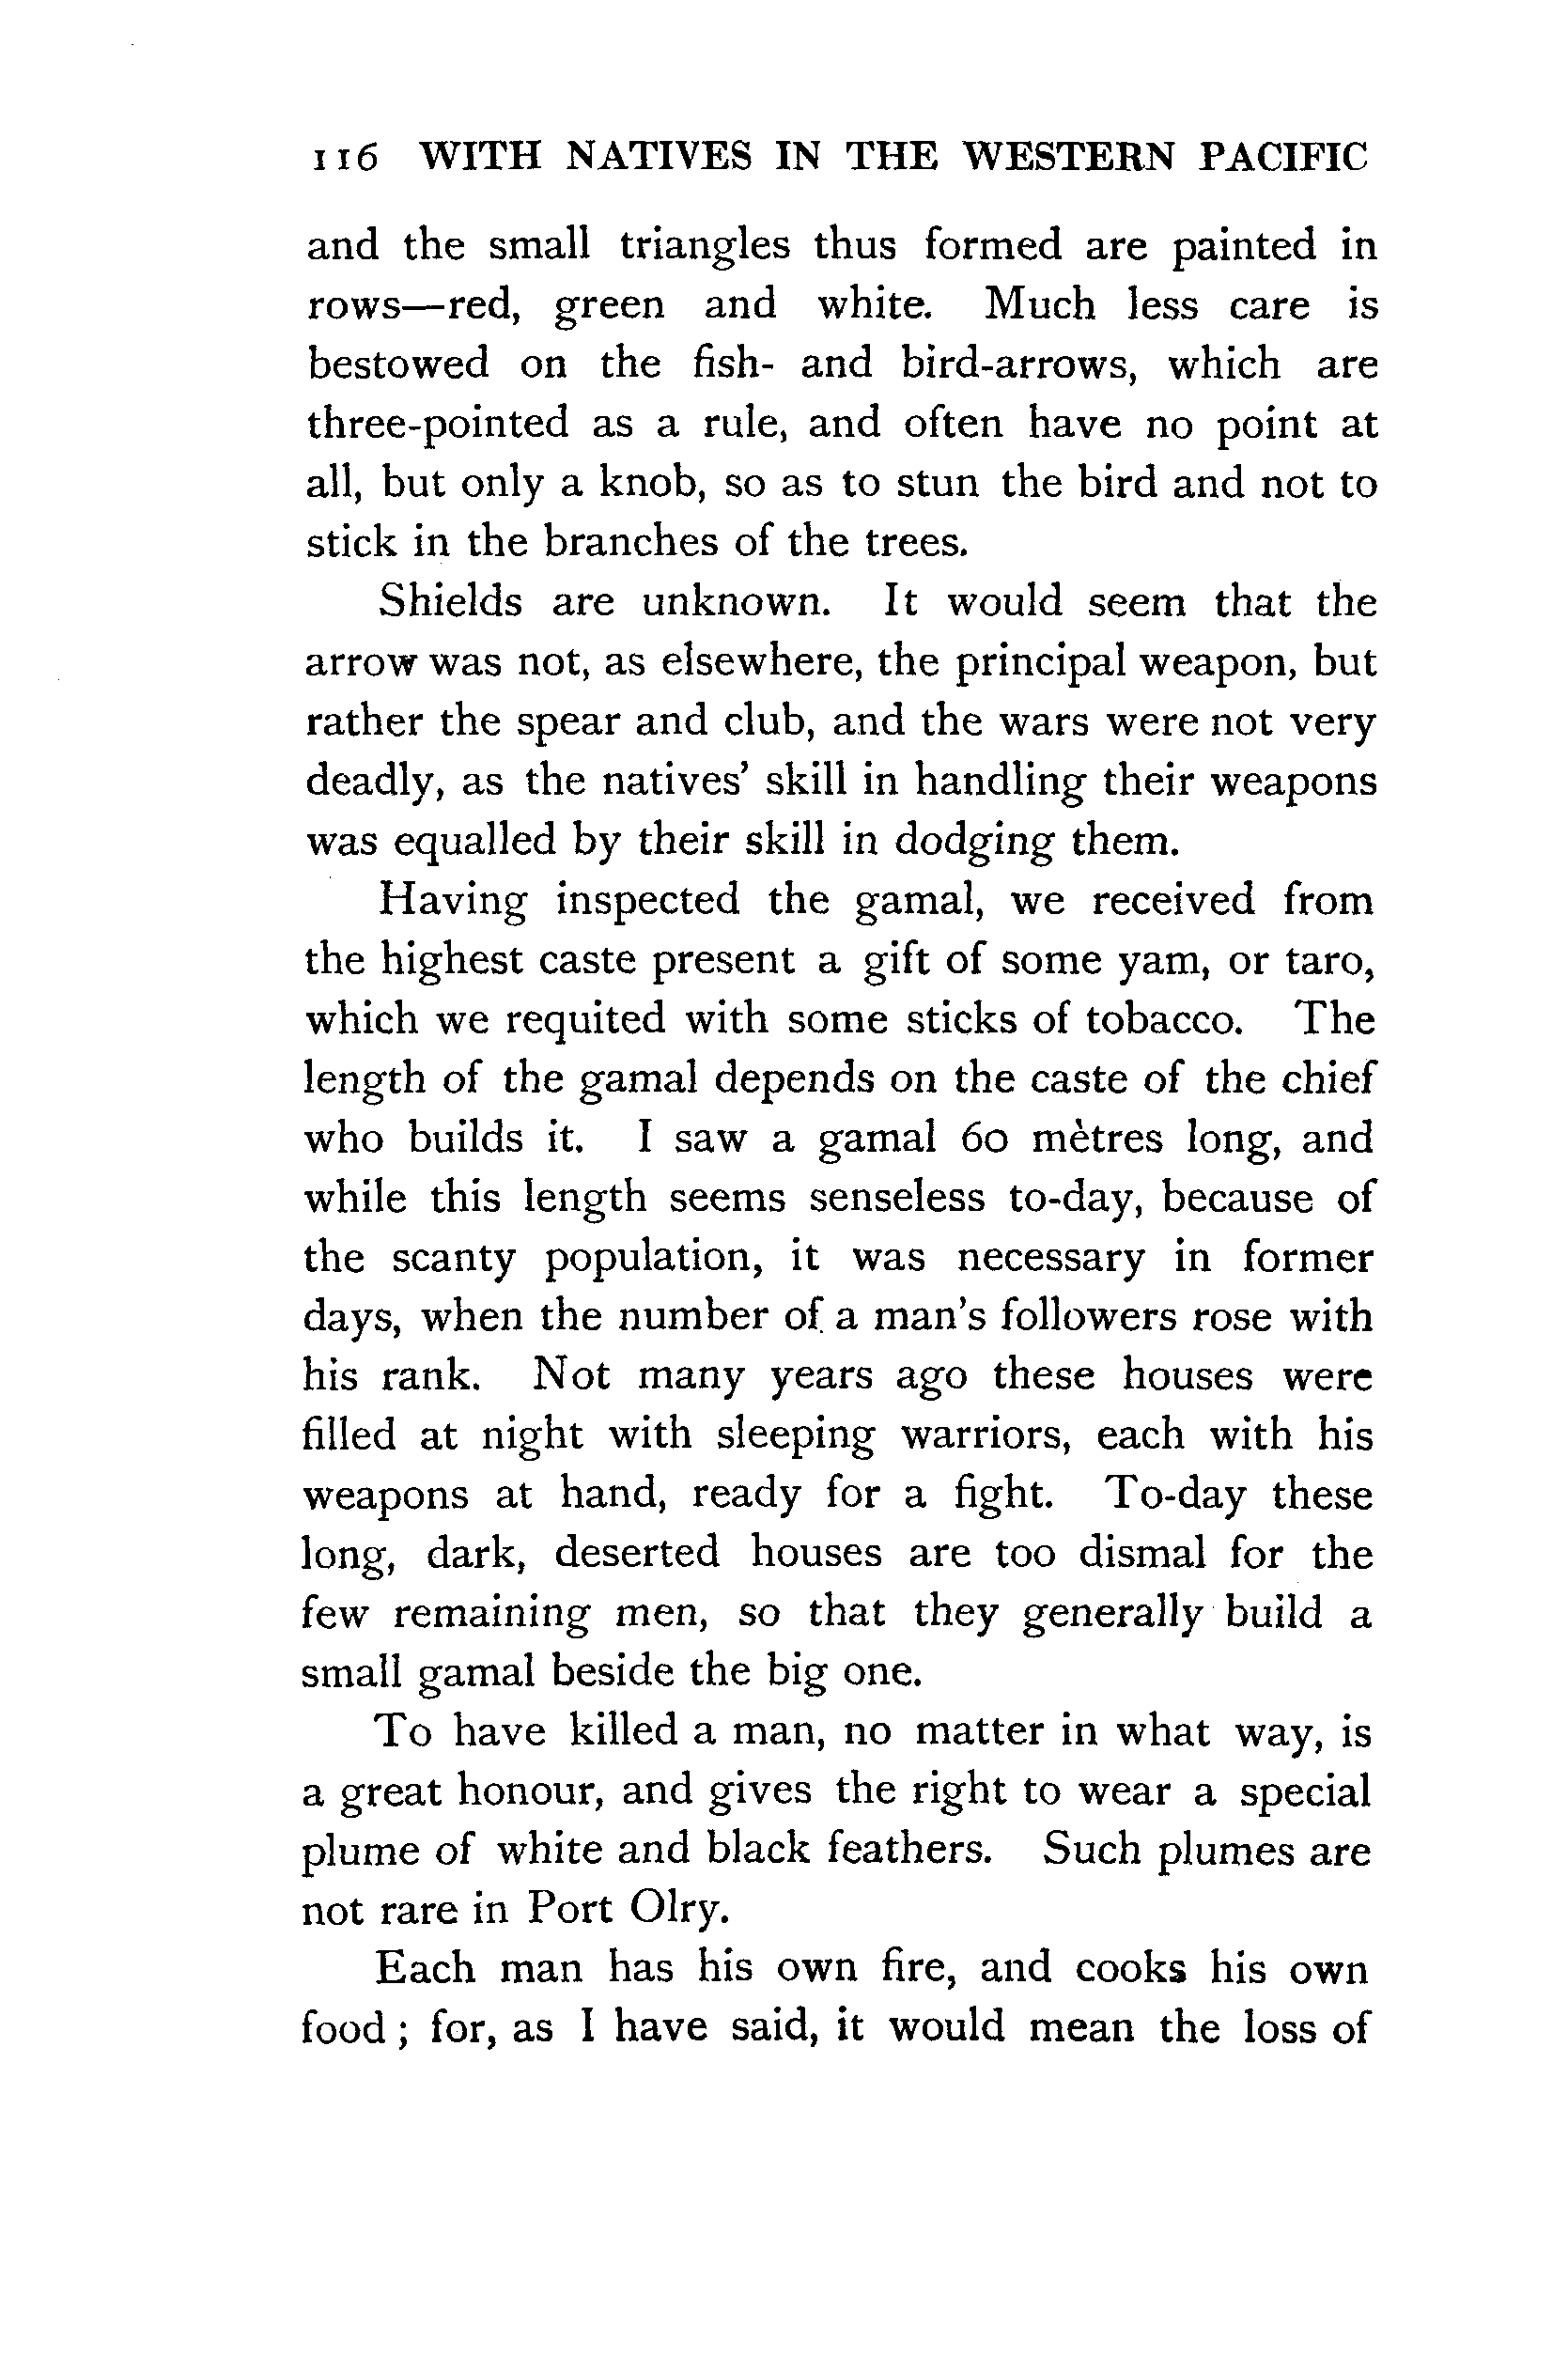 116 WITH NATIVES IN THE WESTERN PACIFIC
and the small triangles thus formed are painted in
rows—red, green and white. Much less care is
bestowed on the fish- and bird-arrows, which are
three-pointed as a rule, and often have no point at
all, but only a knob, so as to stun the bird and not to
stick in the branches of the trees.
Shields are unknown. It would seem that the
arrow was not, as elsewhere, the principal weapon, but
rather the spear and club, and the wars were not very
deadly, as the natives' skill in handling their weapons
was equalled by their skill in dodging them.
Having inspected the gamal, we received from
the highest caste present a gift of some yam, or taro,
which we requited with some sticks of tobacco. The
length of the gamal depends on the caste of the chief
who builds it. I saw a gamal 60 mètres long, and
while this length seems senseless to-day, because of
the scanty population, it was necessary in former
days, when the number of a man's followers rose with
his rank. Not many years ago these houses were
filled at night with sleeping warriors, each with his
weapons at hand, ready for a fight. To-day these
long, dark, deserted houses are too dismal for the
few remaining men, so that they generally build a
small gamal beside the big one.
To have killed a man, no matter in what way, is
a great honour, and gives the right to wear a special
plume of white and black feathers. Such plumes are
not rare in Port Olry.
Each man has his own fire, and cooks his own
food; for, as I have said, it would mean the loss of